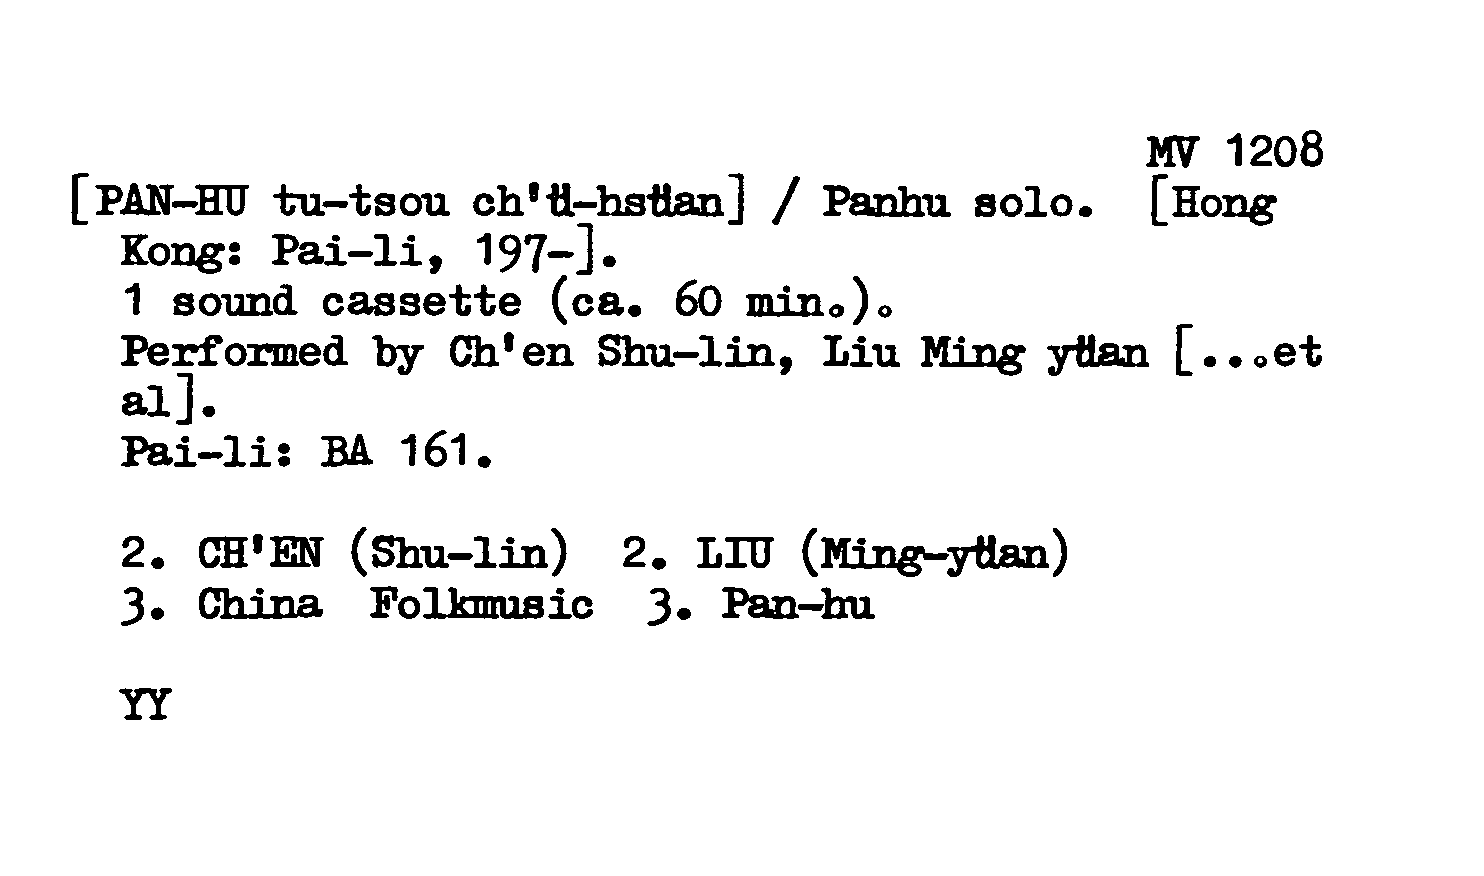 MV 1208
[PAN-HU tu-tsou ch'ü-hsüan] / Panhu solo. [Hong
Kong: Pai-li, 197-].
1 sound cassette (ca. 60 min.).
Performed by Ch'en Shu-lin, Liu Ming yüan [...et
al].
Pai-li: BA 161.
2. CH'EN (Shu-lin) 2. LIU (Ming-yüan)
3. China Folkmusic 3. Pan-hu
YY